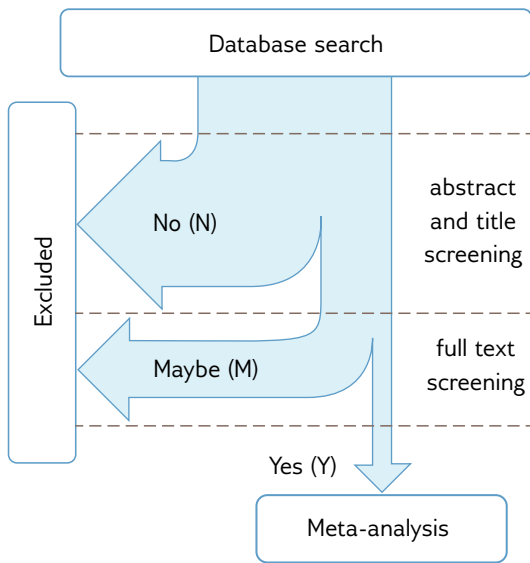 Database search
Excluded
No (N)
abstract
and title
screening
Maybe (M)
full text
screening
Yes (Y)
Meta-analysis